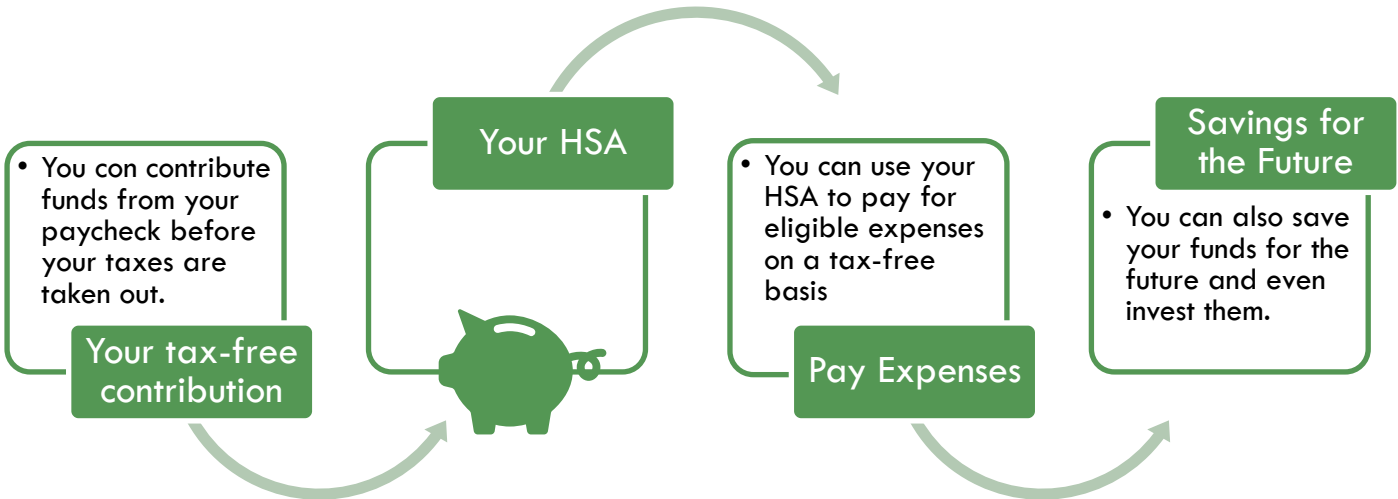 • You con contribute
funds from your
paycheck before
your taxes are
taken out.
Your tax-free
contribution
Your HSA
• You can use your
HSA to pay for
eligible expenses
on a tax-free
basis
Pay Expenses
Savings for
the Future
• You can also save
your funds for the
future and even
invest them.